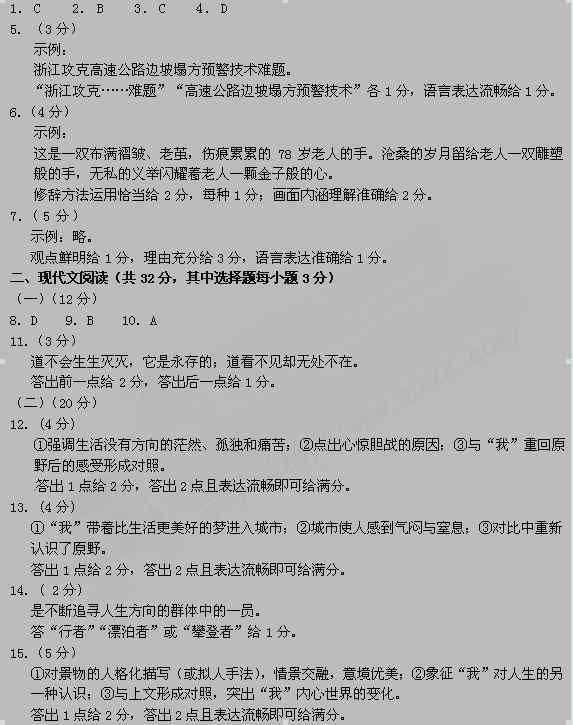 1. C  2. B  3. C  4. D
5. （3分）
示例：
浙江攻克高速公路边坡塌方预警技术难题。
“浙江攻克……难题”“高速公路边坡塌方预警技术”各1分，语言表达流畅给1分。
6. (4分）
示例：
这是一双布满褶皱、老茧，伤痕累累的 78 岁老人的手。沧桑的岁月留给老人一双雕塑
般的手，无私的义举闪耀着老人一颗金子般的心。
修辞方法运用恰当给2分，每种1分；画面内涵理解准确给2分。
7. （5分）
示例：略。
观点鲜明给1分，理由充分给3分，语言表达准确给1分。
二、现代文阅读（共32分，其中选择题每小题3分）
（一）（12分）
8. D  9. B  10. A
11. （3分）
道不会生生灭灭，它是永存的；道看不见却无处不在。
答出前一点给2分，答出后一点给1分。
（二）（20分）
12. (4分）
①强调生活没有方向的茫然、孤独和痛苦；②点出心惊胆战的原因；③与“我”重回原
野后的感受形成对照。
答出1点给2分，答出2点且表达流畅即可给满分。
13. (4分）
①“我”带着比生活更美好的梦进入城市；②城市使人感到气闷与窒息；③对比中重新
认识了原野。
答出1点给2分，答出2点且表达流畅即可给满分。
14. （2分）
是不断追寻人生方向的群体中的一员。
答“行者”“漂泊者”或“攀登者”给1分。
15. （5分）
①对景物的人格化描写（或拟人手法），情景交融，意境优美；②象征“我”对人生的另
一种认识；③与上文形成对照，突出“我”内心世界的变化。
答出1点给2分，答出2点且表达流畅即可给满分。